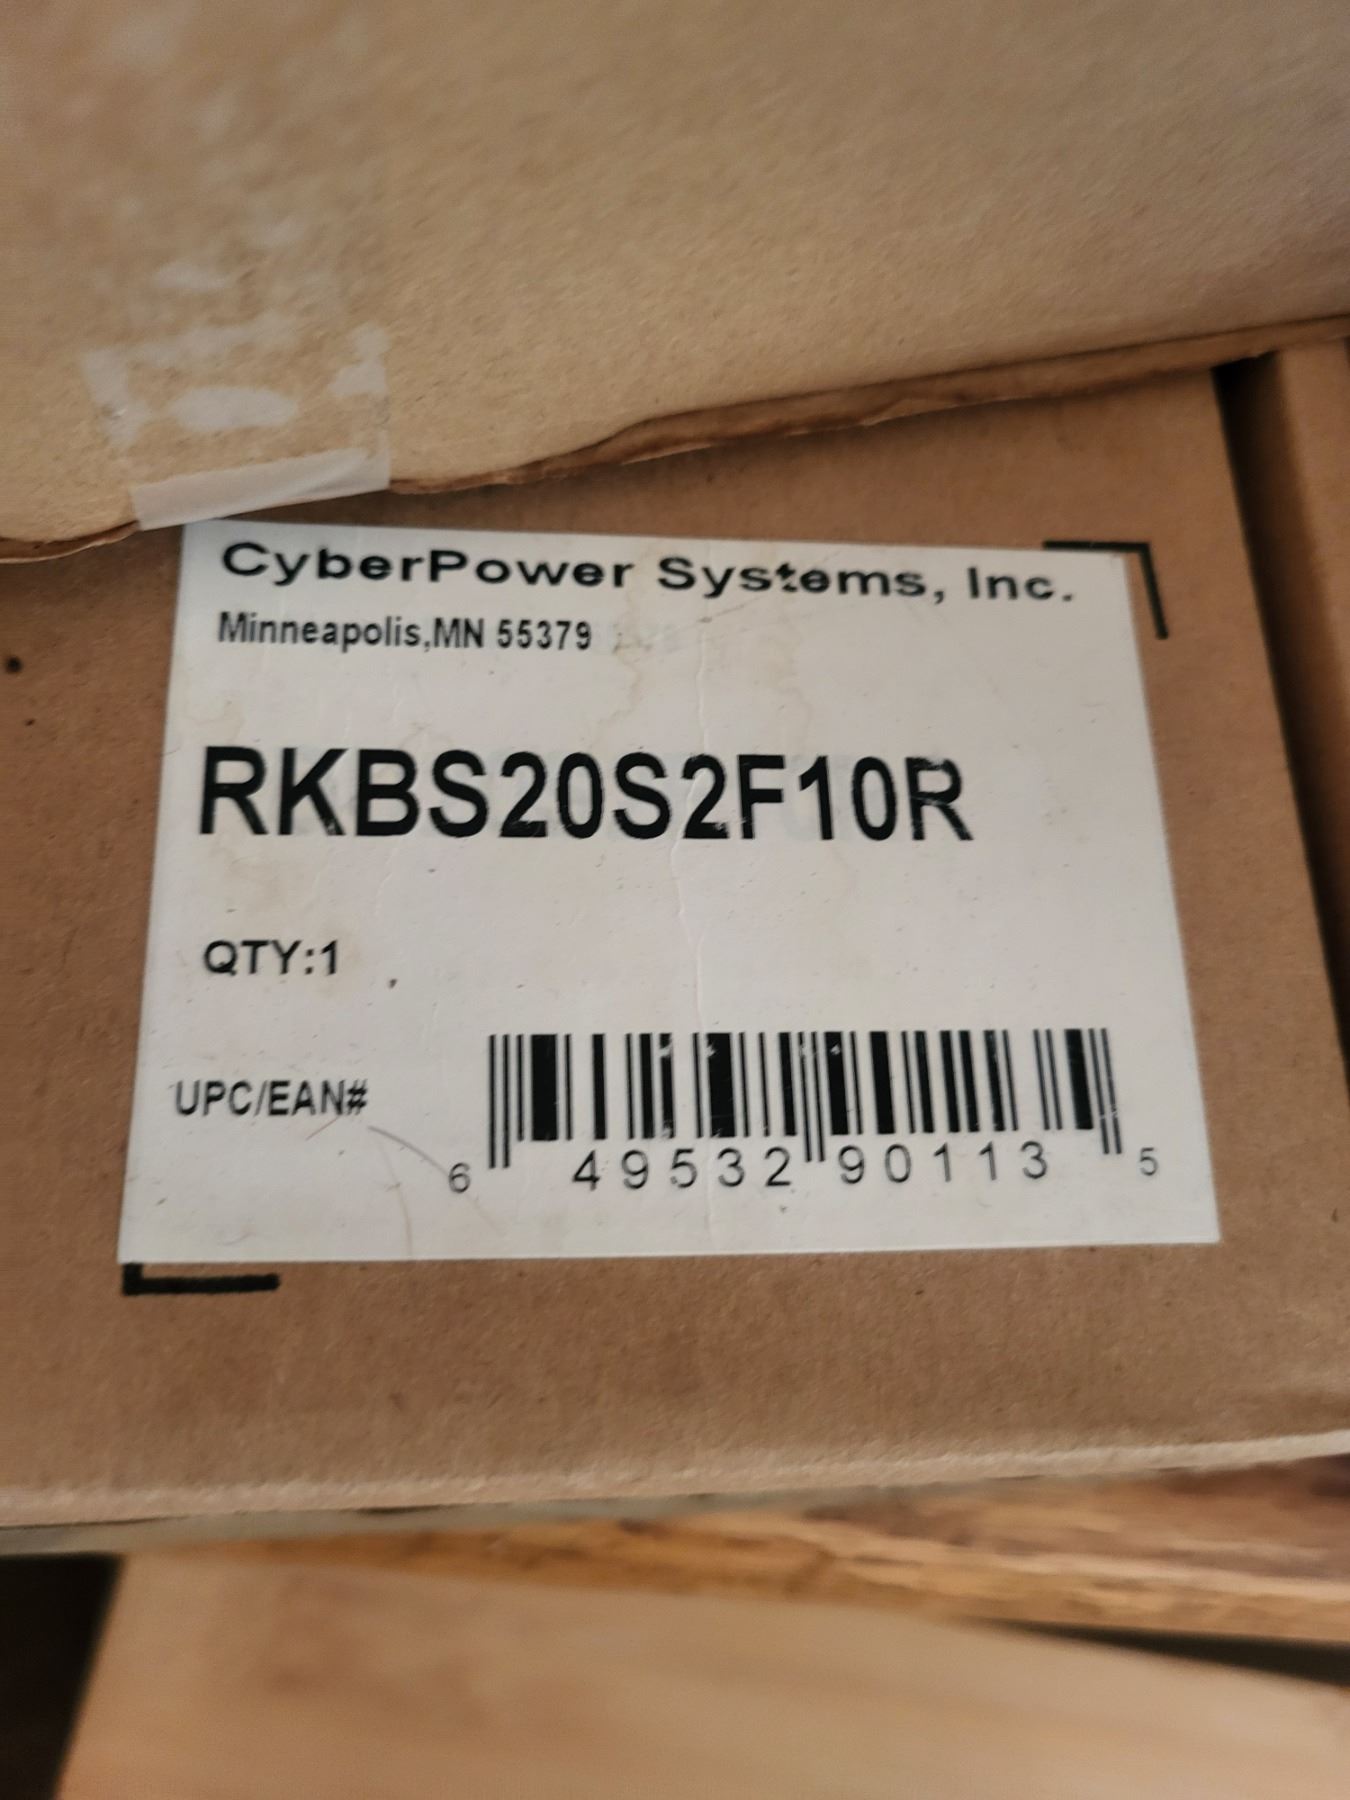 CyberPower Systems, Inc.
Minneapolis,MN 55379
RKBS20S2F10R
QTY:1
UPC/EAN#
6 49532 90113 5